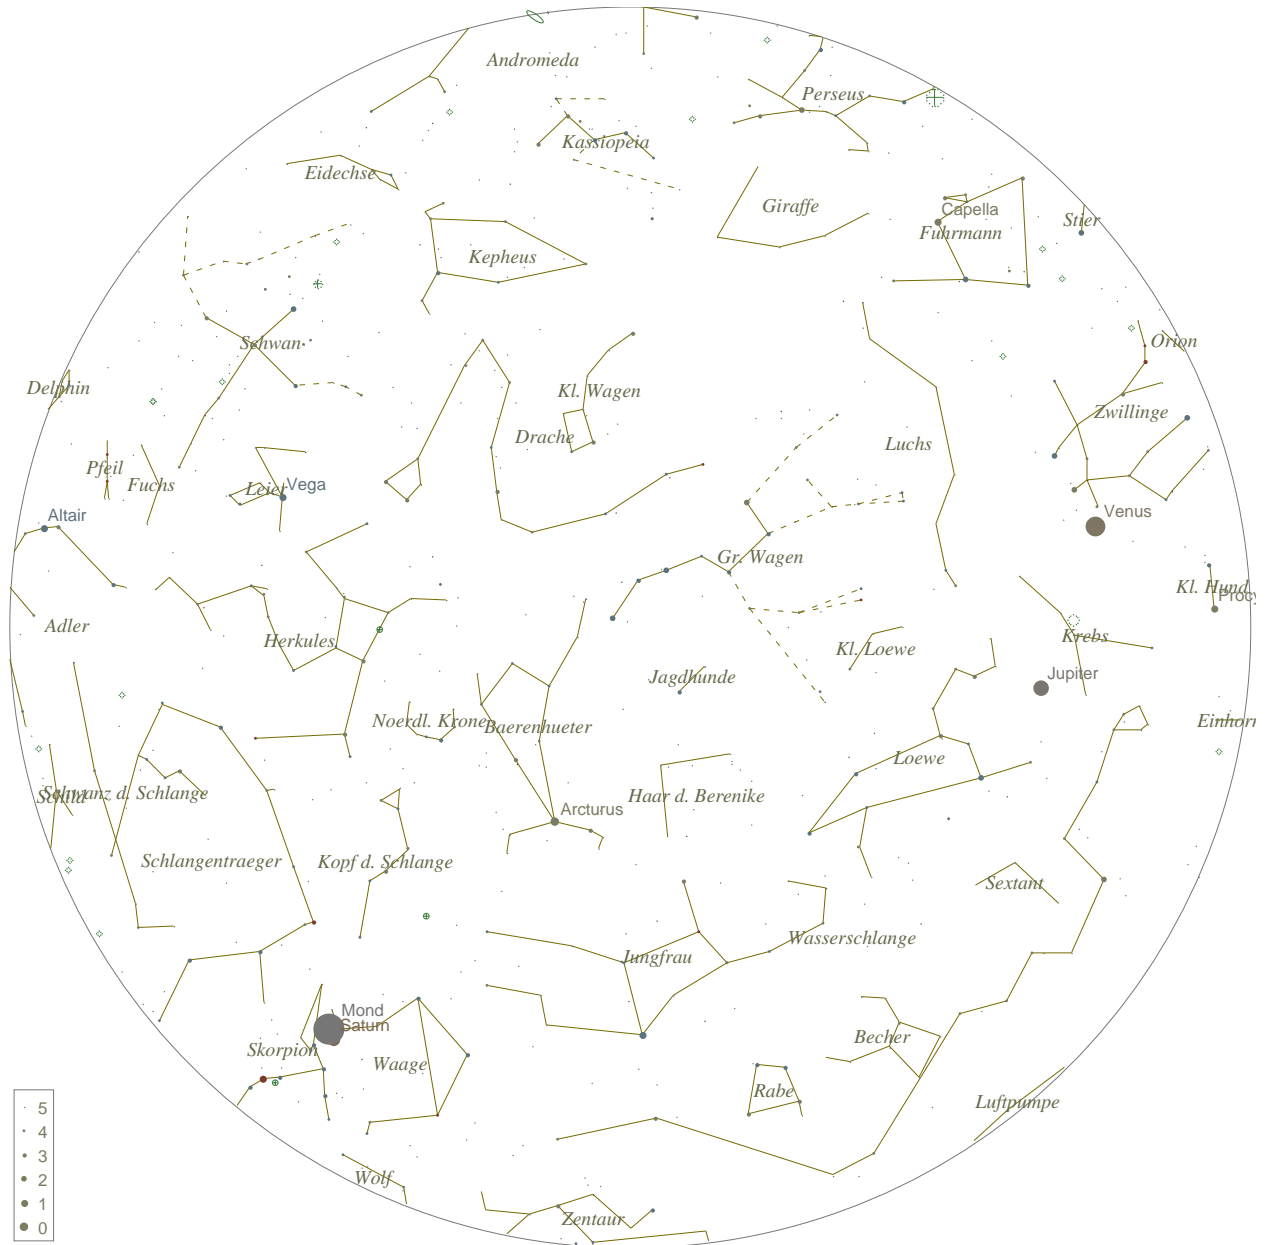 Andromeda
Perseus
Kassiopeia
Eidechse
Giraffe
Capella
Fuhrmann
Stier
Kepheus
Schwan
Orion
Delphin
Kl. Wagen
Zwillinge
Drache
Luchs
Pfeil
Fuchs
Leier
Vega
Altair
Venus
Gr. Wagen
Kl. Hund
Procy
Adler
Herkules
Krebs
Kl. Loewe
Jagdhunde
Jupiter
Noerdl. Krone
Baerenhueter
Einhorn
Loewe
Schwanz d. Schlange
Schild
Haar d. Berenike
Arcturus
Schlangentraeger
Kopf d. Schlange
Sextant
Wasserschlange
Jungfrau
Mond
Saturn
Skorpion
Waage
Becher
Rabe
Luftpumpe
Wolf
Zentaur
5
4
3
2
1
0